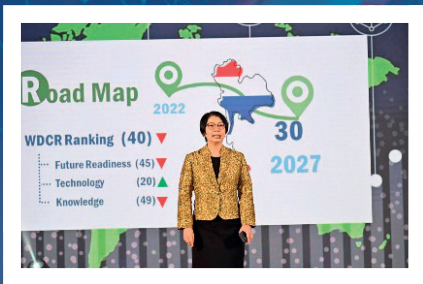 Road Map
2022
30
2027
WDCR Ranking (40)
Future Readiness (45)
Technology (20)
Knowledge (49)